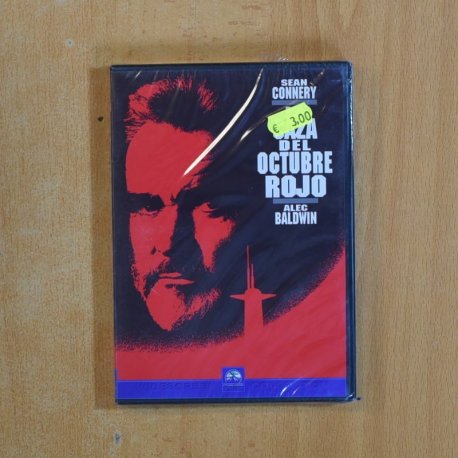 SEAN
CONNERY
€ 3,00
CAZA
DEL
OCTUBRE
ROJO
ALEC
BALDWIN